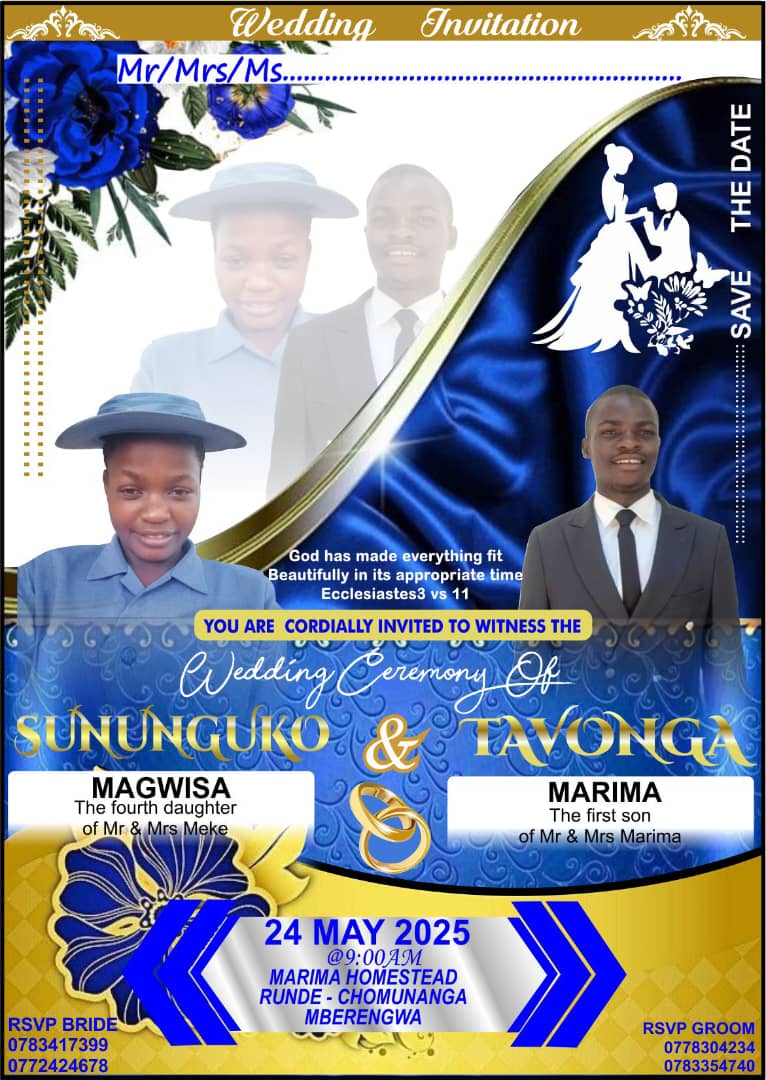 Wedding Invitation
Mr/Mrs/Ms.........................................................
SAVE THE DATE
God has made everything fit
Beautifully in its appropriate time
Ecclesiastes3 vs 11
YOU ARE CORDIALLY INVITED TO WITNESS THE
Wedding Ceremony Of
SUNUNGUKO & TAVONGA
MAGWISA
The fourth daughter
of Mr & Mrs Meke
MARIMA
The first son
of Mr & Mrs Marima
24 MAY 2025
@9:00AM
MARIMA HOMESTEAD
RUNDE - CHOMUNANGA
MBERENGWA
RSVP BRIDE
0783417399
0772424678
RSVP GROOM
0778304234
0783354740